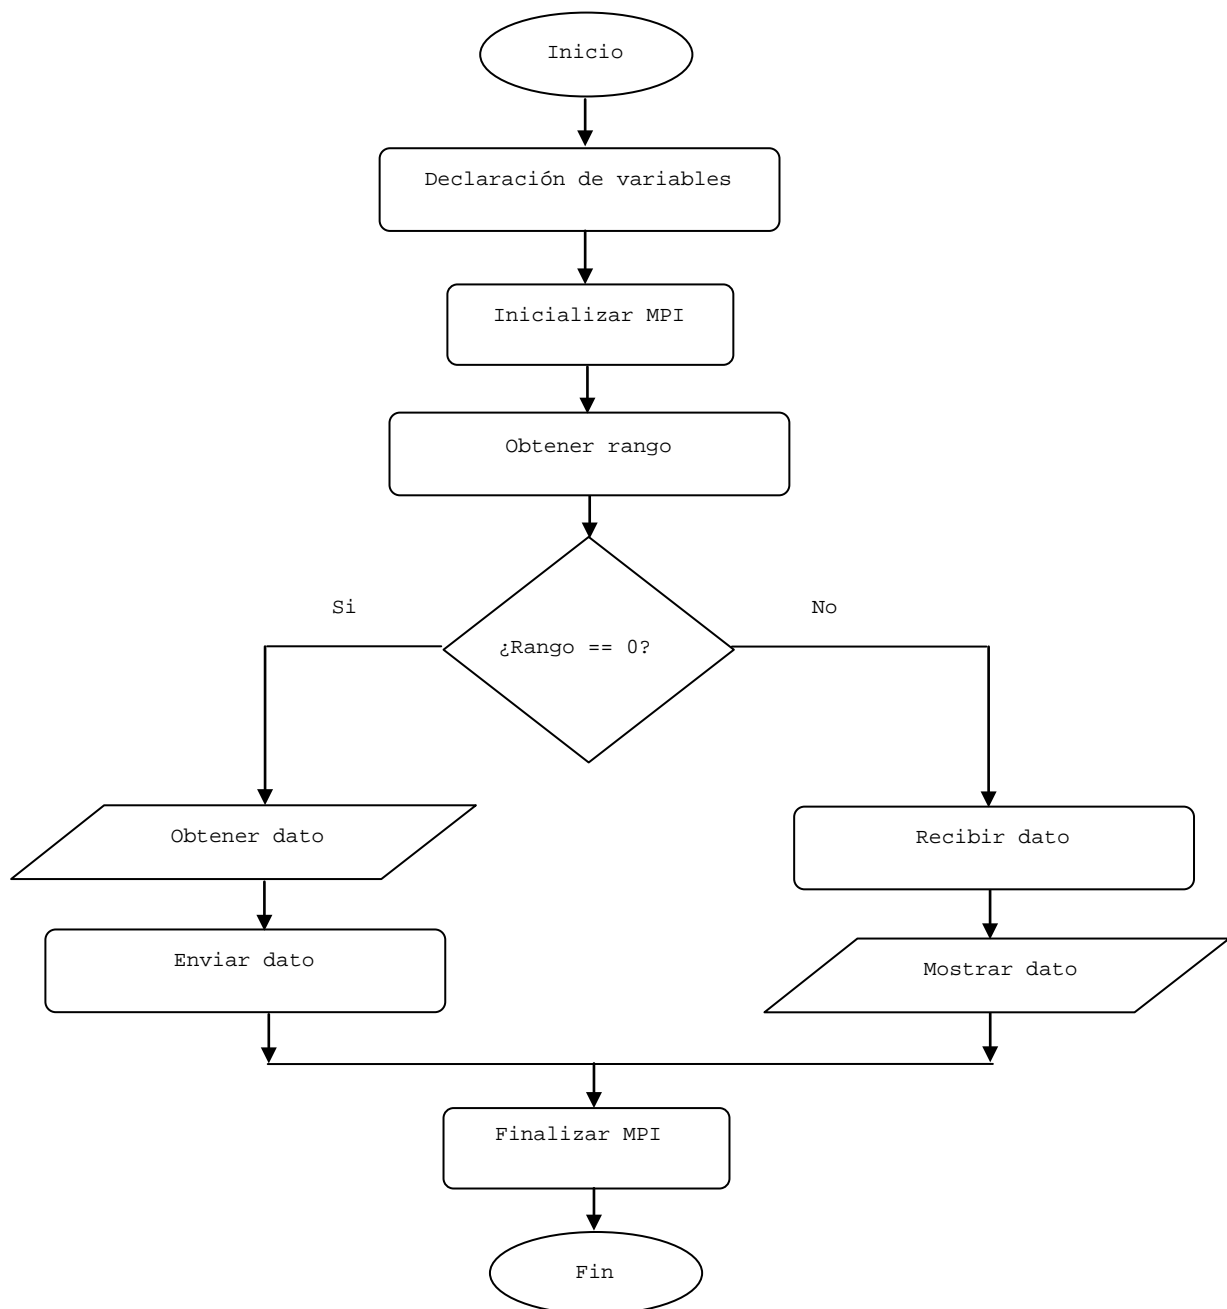 Inicio
Declaración de variables
Inicializar MPI
Obtener rango
Si
No
¿Rango == 0?
Obtener dato
Recibir dato
Enviar dato
Mostrar dato
Finalizar MPI
Fin